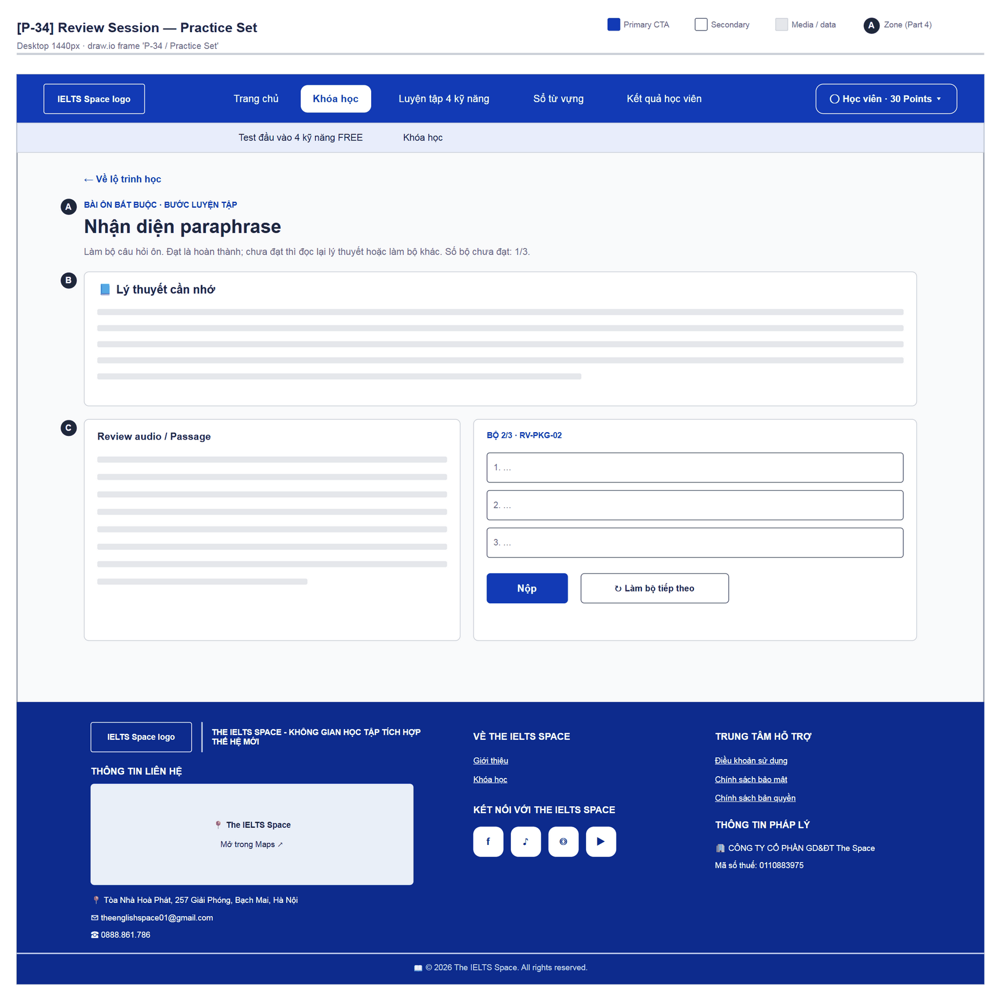 [P-34] Review Session — Practice Set
Desktop 1440px · draw.io frame 'P-34 / Practice Set'
Primary CTA
Secondary
Media / data
A Zone (Part 4)
IELTS Space logo
Trang chủ
Khóa học
Luyện tập 4 kỹ năng
Sổ từ vựng
Kết quả học viên
Học viên · 30 Points ▾
Test đầu vào 4 kỹ năng FREE
Khóa học
← Về lộ trình học
A
BÀI ÔN BẮT BUỘC · BƯỚC LUYỆN TẬP
Nhận diện paraphrase
Làm bộ câu hỏi ôn. Đạt là hoàn thành; chưa đạt thì đọc lại lý thuyết hoặc làm bộ khác. Số bộ chưa đạt: 1/3.
B
Lý thuyết cần nhớ
C
Review audio / Passage
BỘ 2/3 · RV-PKG-02
1. ...
2. ...
3. ...
Nộp
↻ Làm bộ tiếp theo
IELTS Space logo
THE IELTS SPACE - KHÔNG GIAN HỌC TẬP TÍCH HỢP
THẾ HỆ MỚI
THÔNG TIN LIÊN HỆ
The IELTS Space
Mở trong Maps ↗
Tòa Nhà Hoà Phát, 257 Giải Phóng, Bạch Mai, Hà Nội
theenglishspace01@gmail.com
0888.861.786
VỀ THE IELTS SPACE
Giới thiệu
Khóa học
KẾT NỐI VỚI THE IELTS SPACE
f
TRUNG TÂM HỖ TRỢ
Điều khoản sử dụng
Chính sách bảo mật
Chính sách bản quyền
THÔNG TIN PHÁP LÝ
CÔNG TY CỔ PHẦN GD&ĐT The Space
Mã số thuế: 0110883975
© 2026 The IELTS Space. All rights reserved.